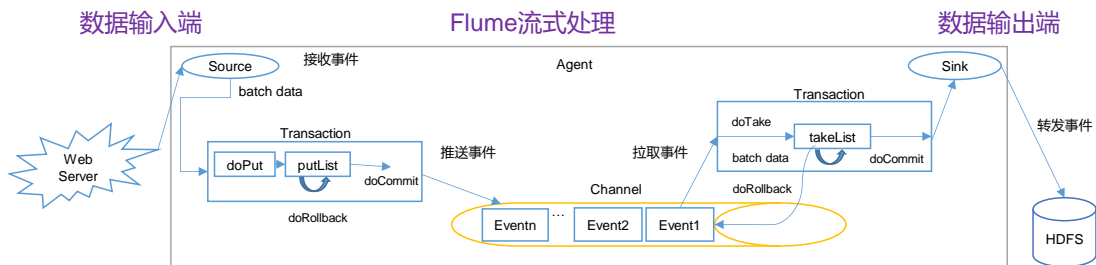 数据输入端
Flume流式处理
数据输出端
Source
接收事件
Agent
Sink
batch data
Transaction
Transaction
doTake
takeList
转发事件
Web
Server
推送事件
拉取事件
doPut
putList
doCommit
batch data
doCommit
doRollback
Channel
doRollback
Eventn
...
Event2
Event1
HDFS